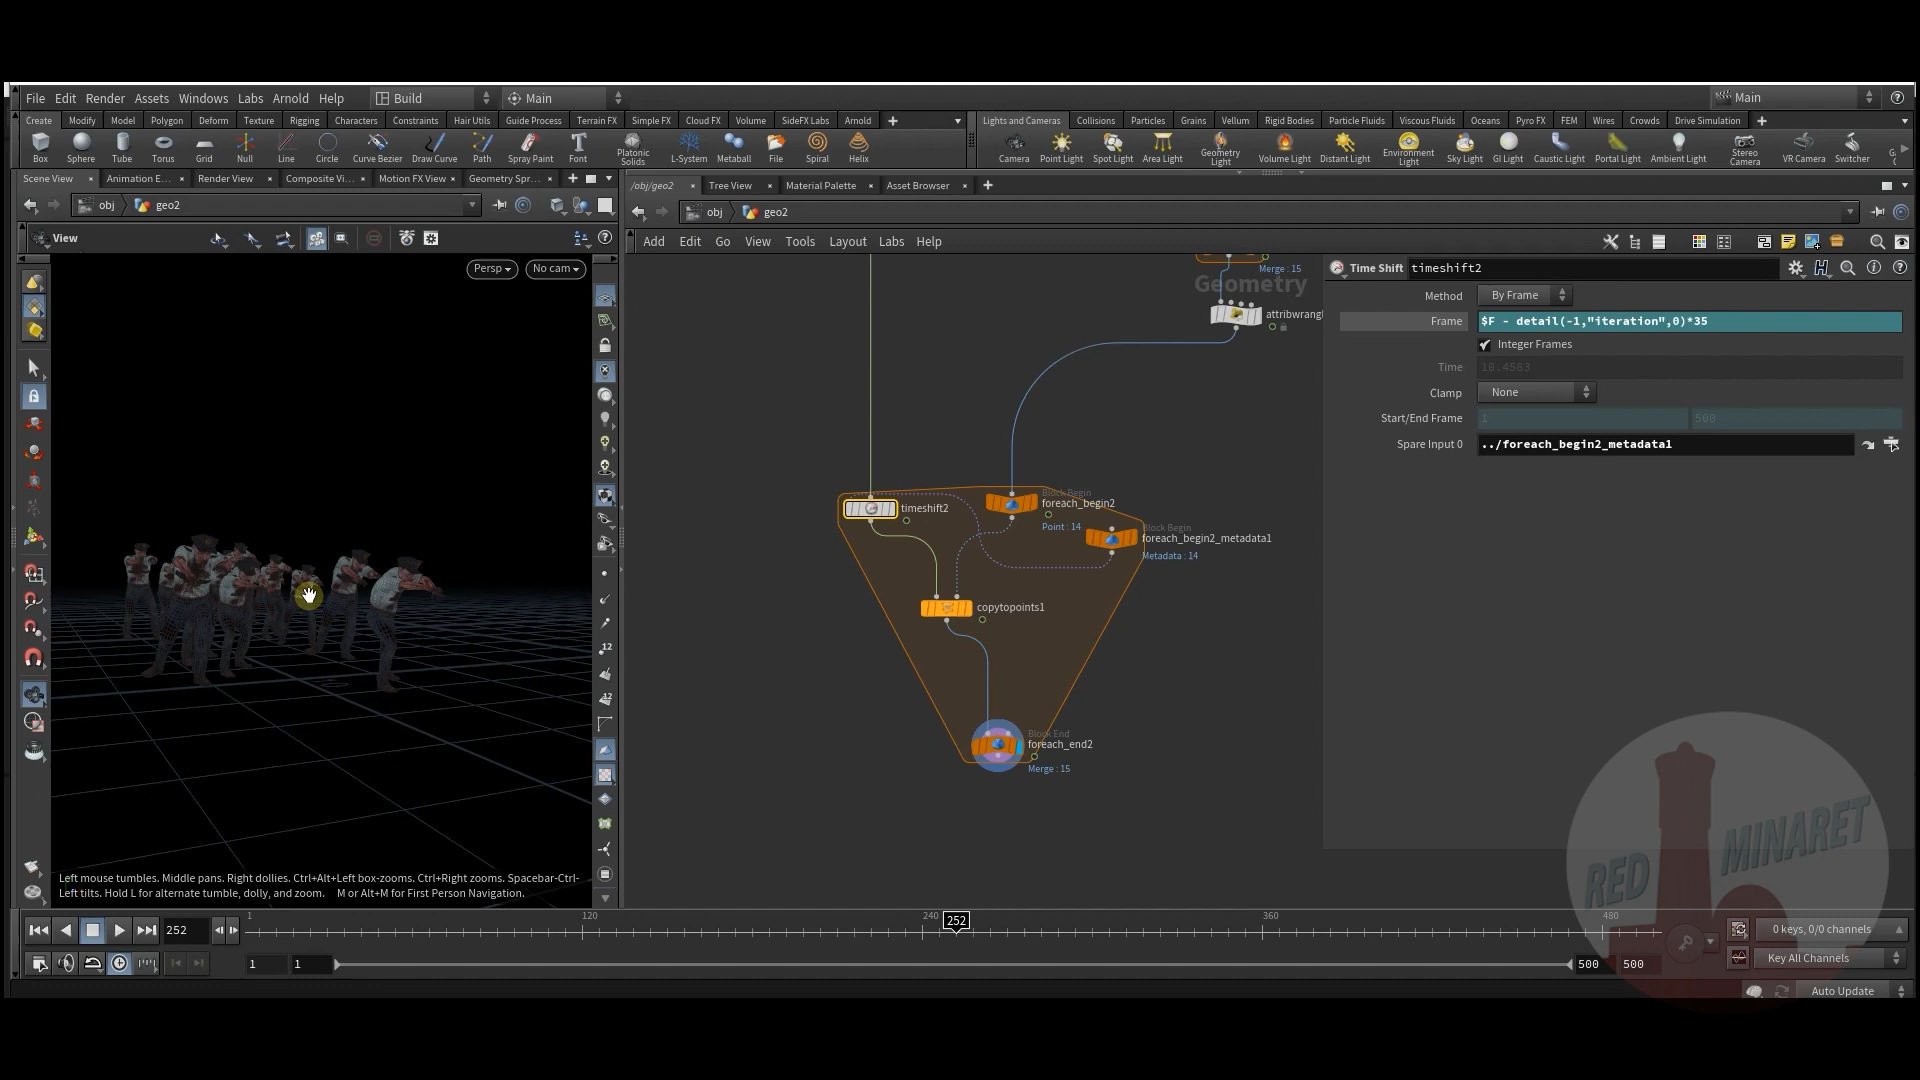 File Edit Render Assets Windows Labs Arnold Help Build Main Main
Create Modify Model Polygon Deform Texture Rigging Characters Constraints Hair Utils Guide Process Terrain FX Simple FX Cloud FX Volume SideFX Labs Arnold
Lights and Cameras Collisions Particles Grains Vellum Rigid Bodies Particle Fluids Viscous Fluids Oceans Pyro FX FEM Wires Crowds Drive Simulation
Box Sphere Tube Torus Grid Null Line Circle Curve Bezier Draw Curve Path Spray Paint Font Platonic Solids L-System Metaball File Spiral Helix
Camera Point Light Spot Light Area Light Geometry Light Volume Light Distant Light Environment Light Sky Light GI Light Caustic Light Portal Light Ambient Light Stereo Camera VR Camera Switcher
Scene View Animation E... Render View Composite Vi... Motion FX View Geometry Spr...
/obj/geo2 Tree View Material Palette Asset Browser
obj geo2
obj geo2
View
Add Edit Go View Tools Layout Labs Help
Persp No cam
Merge : 15
Geometry
attribwrangl
Time Shift timeshift2
Method By Frame
Frame $F - detail(-1,"iteration",0)*35
Integer Frames
Time 10.4583
Clamp None
Start/End Frame 1 500
Spare Input 0 ../foreach_begin2_metadata1
timeshift2
Block Begin
foreach_begin2
Point : 14
Block Begin
foreach_begin2_metadata1
Metadata : 14
copytopoints1
Block End
foreach_end2
Merge : 15
12
12
Left mouse tumbles. Middle pans. Right dollies. Ctrl+Alt+Left box-zooms. Ctrl+Right zooms. Spacebar-Ctrl-
Left tilts. Hold L for alternate tumble, dolly, and zoom. M or Alt+M for First Person Navigation.
RED MINARET
252 1 120 240 252 360 480
0 keys, 0/0 channels
1 1 500 500
Key All Channels
Auto Update